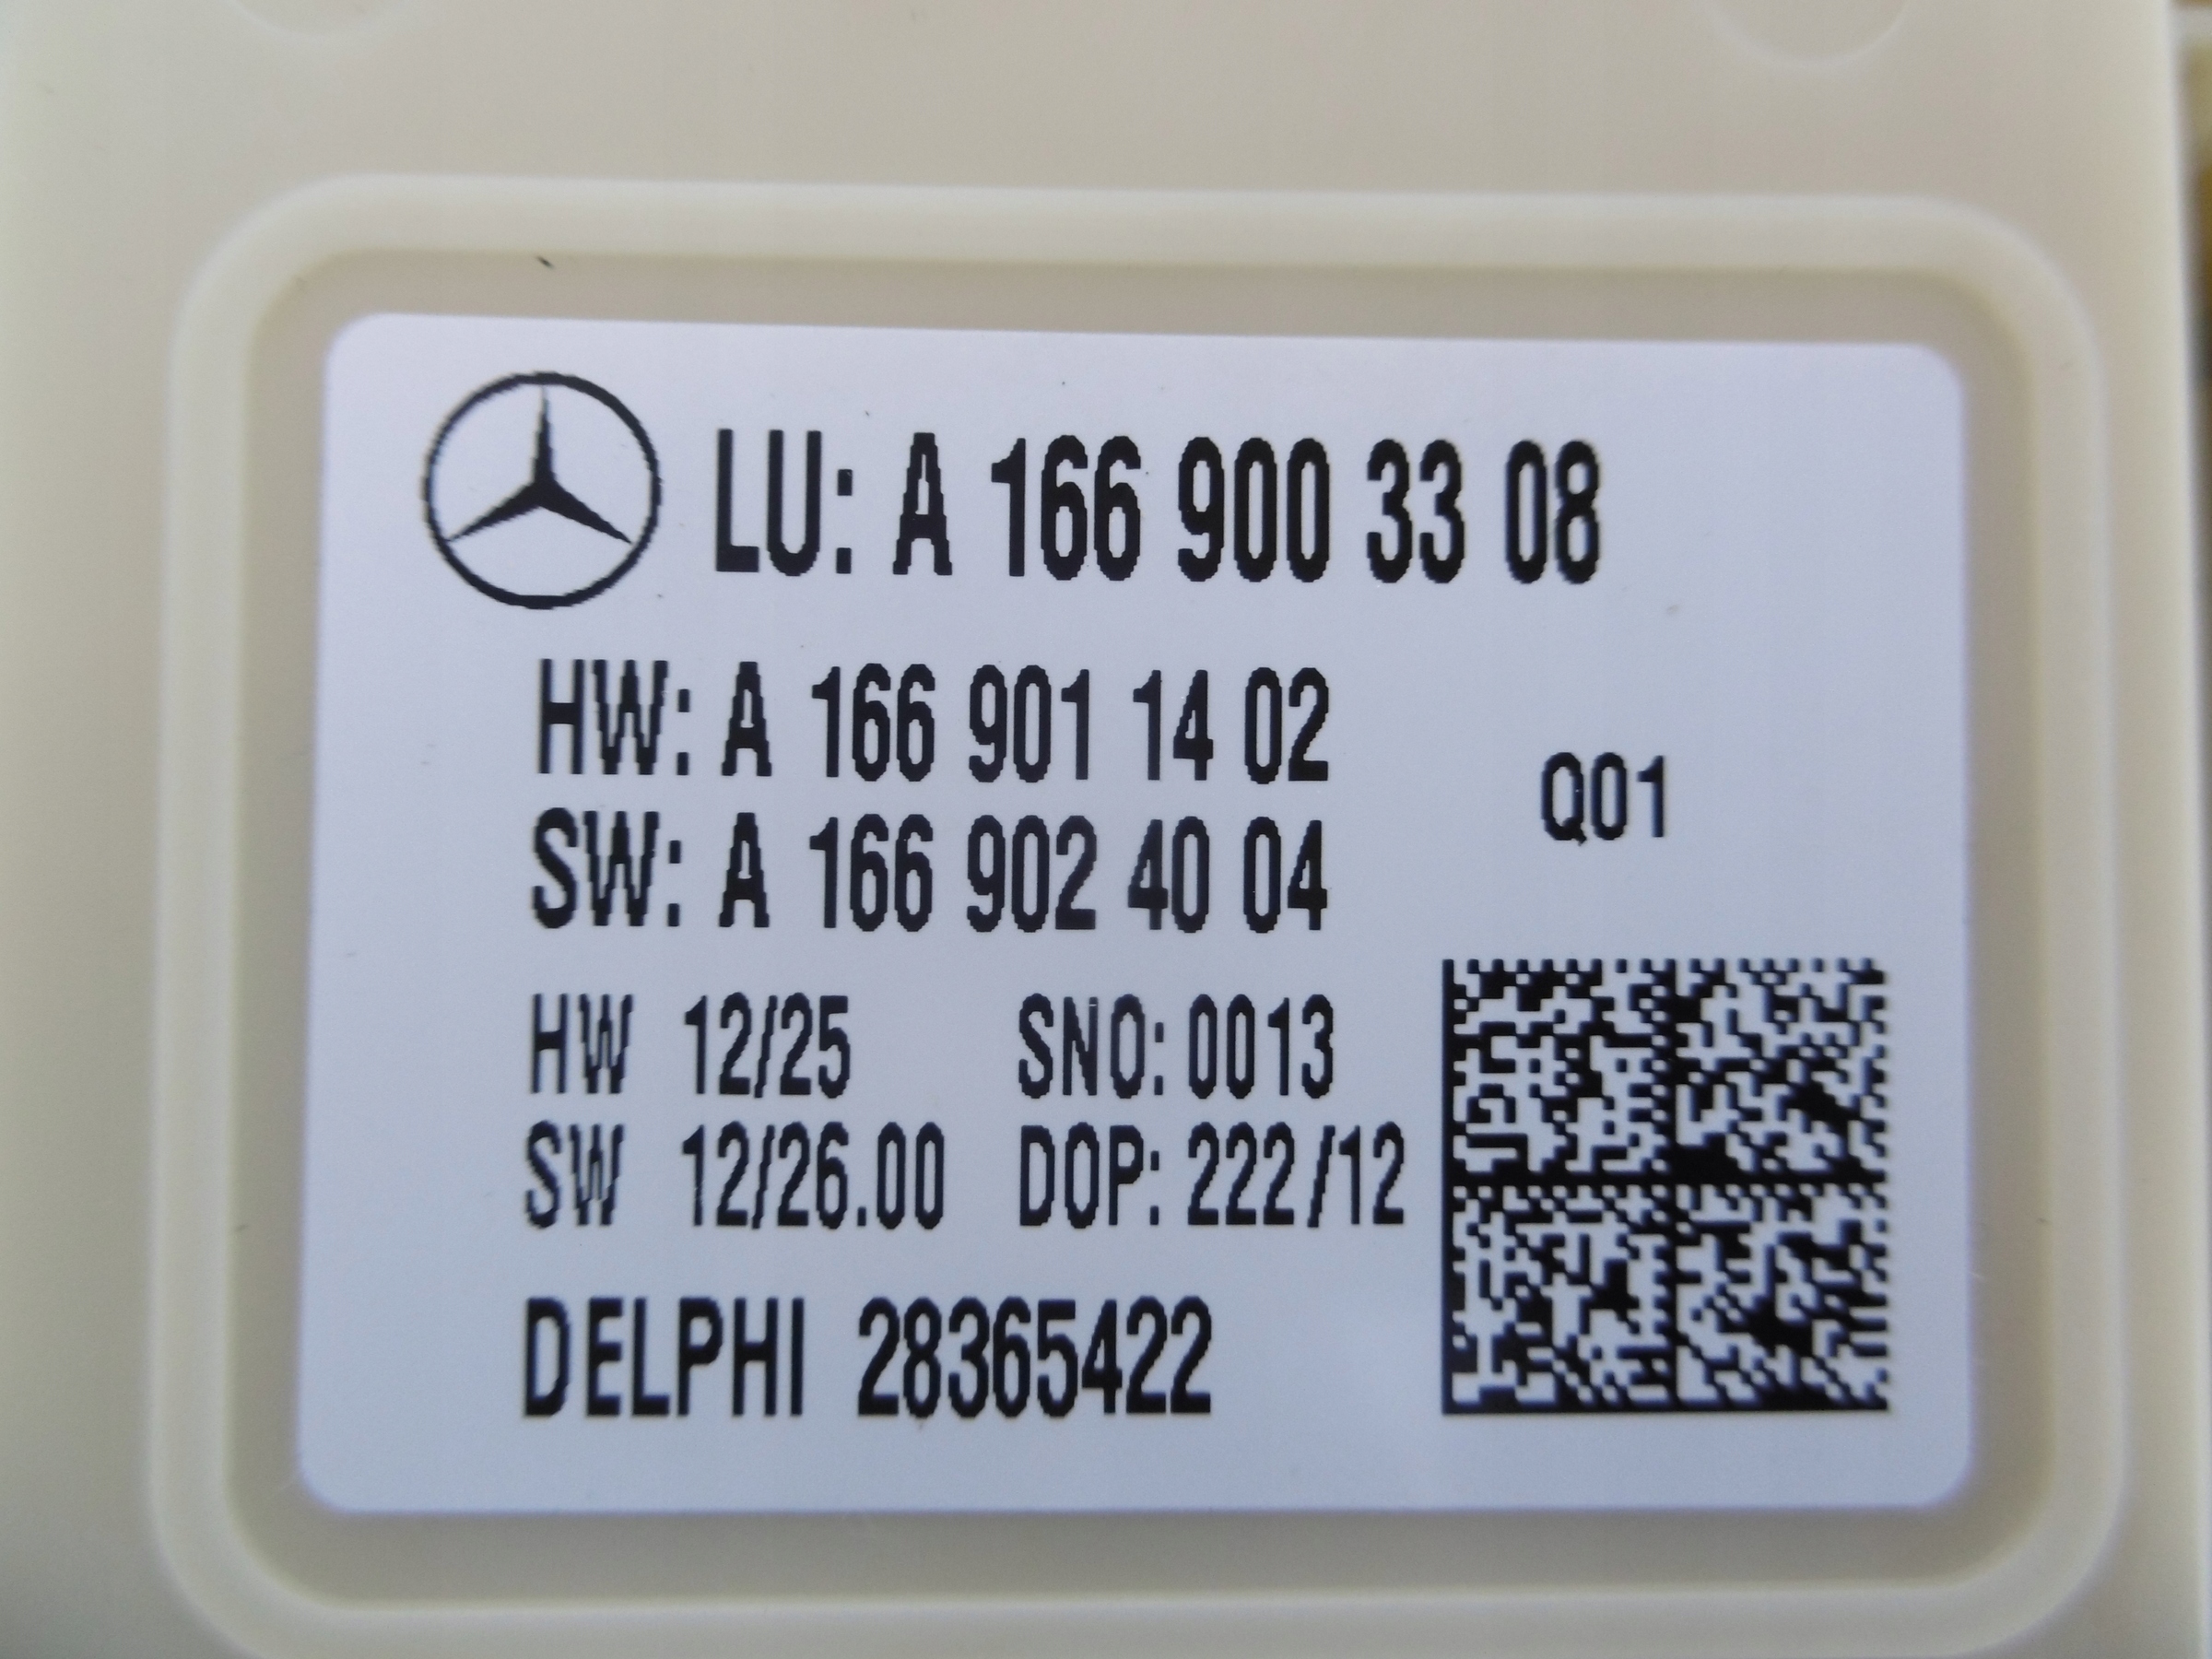 LU: A 166 900 33 08
HW: A 166 901 14 02
SW: A 166 902 40 04
Q01
HW 12/25 SNO: 0013
SW 12/26.00 DOP: 222/12
DELPHI 28365422